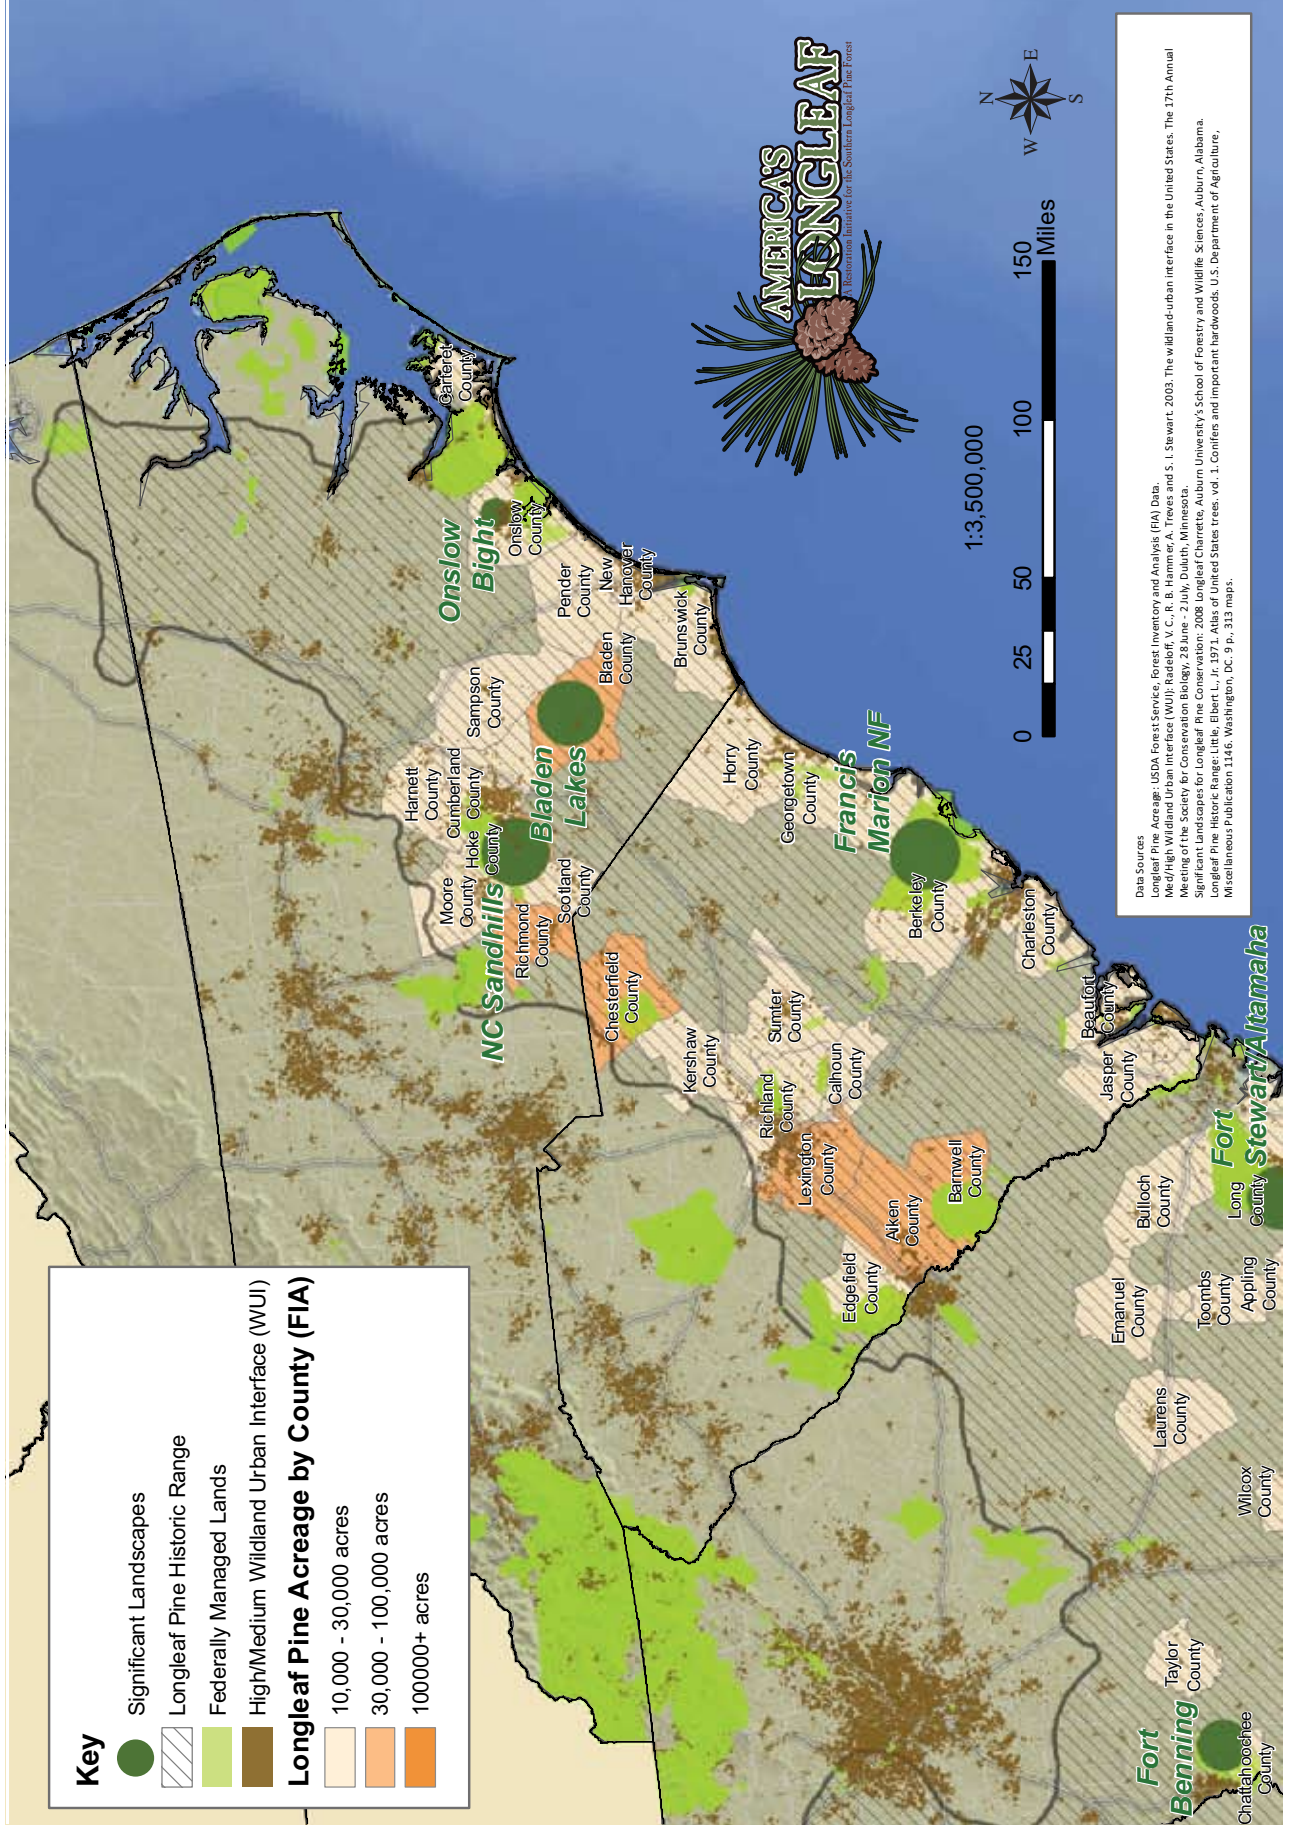 Key
Significant Landscapes
Longleaf Pine Historic Range
Federally Managed Lands
High/Medium Wildland Urban Interface (WUI)
Longleaf Pine Acreage by County (FIA)
10,000 - 30,000 acres
30,000 - 100,000 acres
100000+ acres
Onslow
Bight
Carteret
County
Onslow
County
Pender
County
New
Hanover
County
Brunswick
County
Bladen
County
Sampson
County
Bladen
Lakes
Harnett
County
Cumberland
County
Hoke
County
Moore
County
NC Sandhills
Scotland
County
Richmond
County
Chesterfield
County
Kershaw
County
Horry
County
Georgetown
County
Francis
Marion NF
Berkeley
County
Charleston
County
Sumter
County
Calhoun
County
Richland
County
Lexington
County
Aiken
County
Barnwell
County
Edgefield
County
Beaufort
County
Jasper
County
Fort
Stewart/Altamaha
Long
County
Bulloch
County
Emanuel
County
Toombs
County
Appling
County
Laurens
County
Wilcox
County
Taylor
County
Fort
Benning
Chattahoochee
County
AMERICA'S
LONGLEAF
A Restoration Initiative for the Southern Longleaf Pine Forest
N
E
S
W
1:3,500,000
0 25 50 100 150
Miles
Data Sources
Longleaf Pine Acreage: USDA Forest Service, Forest Inventory and Analysis (FIA) Data.
Med/High Wildland Urban Interface (WUI): Radeloff, V. C., R. B. Hammer, A. Treves and S. I. Stewart. 2003. The wildland-urban interface in the United States. The 17th Annual
Meeting of the Society for Conservation Biology, 28 June - 2 July, Duluth, Minnesota.
Significant Landscapes for Longleaf Pine Conservation: 2008 Longleaf Charrette, Auburn University's School of Forestry and Wildlife Sciences, Auburn, Alabama.
Longleaf Pine Historic Range: Little, Elbert L., Jr. 1971. Atlas of United States trees. vol. 1. Conifers and important hardwoods. U.S. Department of Agriculture,
Miscellaneous Publication 1146. Washington, DC. 9 p., 313 maps.